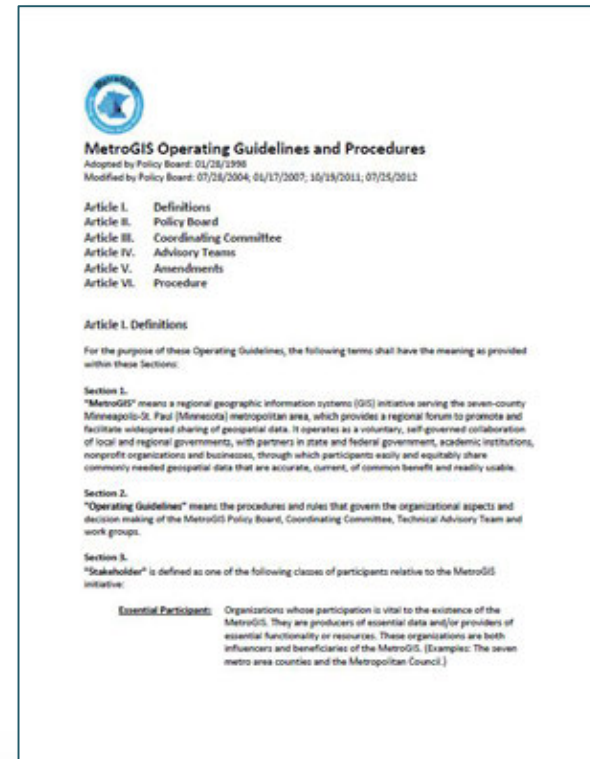 MetroGIS
MetroGIS Operating Guidelines and Procedures
Adopted by Policy Board: 01/28/1998
Modified by Policy Board: 07/28/2004; 01/17/2007; 10/19/2011; 07/25/2012
Article I. Definitions
Article II. Policy Board
Article III. Coordinating Committee
Article IV. Advisory Teams
Article V. Amendments
Article VI. Procedure
Article I. Definitions
For the purpose of these Operating Guidelines, the following terms shall have the meaning as provided
within these Sections:
Section 1.
"MetroGIS" means a regional geographic information systems (GIS) initiative serving the seven-county
Minneapolis-St. Paul (Minnesota) metropolitan area, which provides a regional forum to promote and
facilitate widespread sharing of geospatial data. It operates as a voluntary, self-governed collaboration
of local and regional governments, with partners in state and federal government, academic institutions,
nonprofit organizations and businesses, through which participants easily and equitably share
commonly needed geospatial data that are accurate, current, of common benefit and readily usable.
Section 2.
"Operating Guidelines" means the procedures and rules that govern the organizational aspects and
decision making of the MetroGIS Policy Board, Coordinating Committee, Technical Advisory Team and
work groups.
Section 3.
"Stakeholder" is defined as one of the following classes of participants relative to the MetroGIS
initiative:
Essential Participant: Organizations whose participation is vital to the existence of the
MetroGIS. They are producers of essential data and/or providers of
essential functionality or resources. These organizations are both
influencers and beneficiaries of the MetroGIS. (Examples: The seven
metro area counties and the Metropolitan Council.)